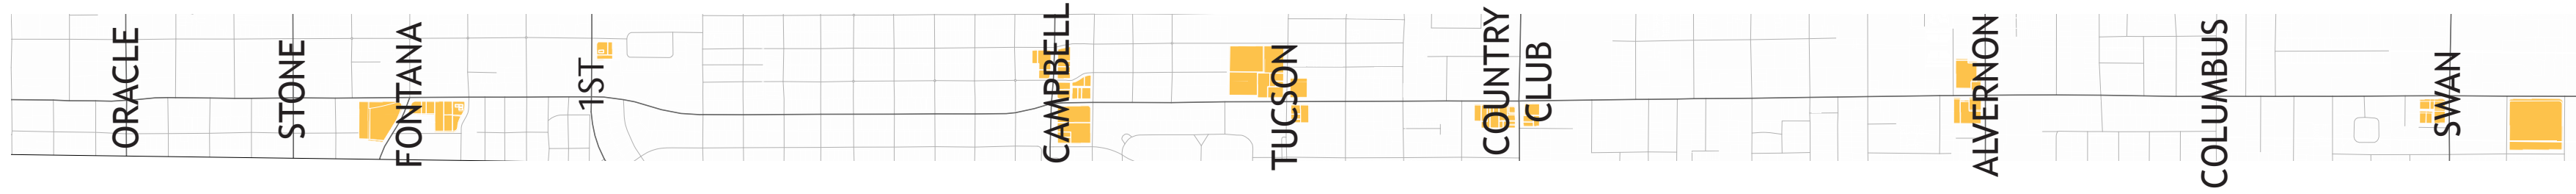 ORACLE
STONE
FONTANA
1ST
CAMPBELL
TUCSON
COUNTRY
CLUB
ALVERNON
COLUMBUS
SWAN